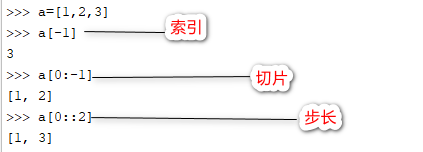 >>> a=[1,2,3]
>>> a[-1] 索引
3
>>> a[0:-1] 切片
[1, 2]
>>> a[0::2] 步长
[1, 3]